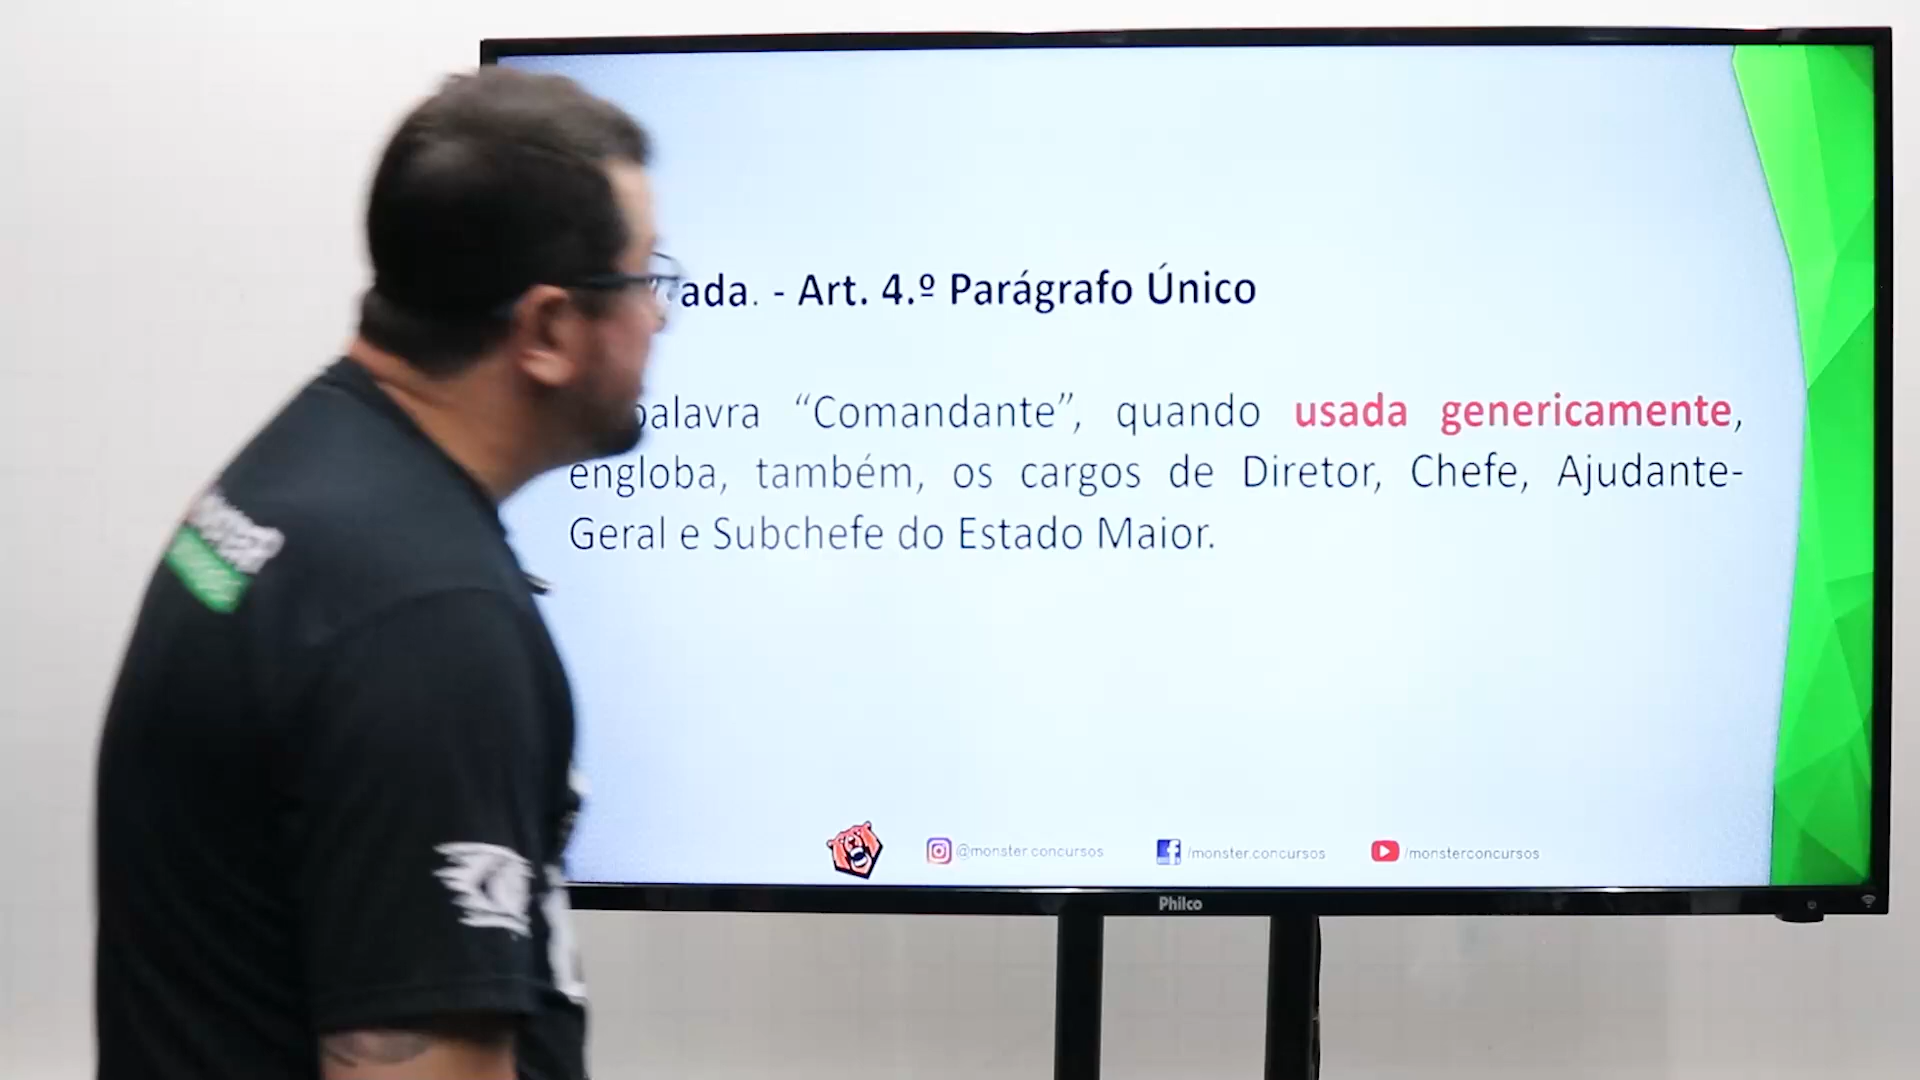 ada. - Art. 4.º Parágrafo Único
palavra “Comandante”, quando usada genericamente,
engloba, também, os cargos de Diretor, Chefe, Ajudante-
Geral e Subchefe do Estado Maior.
@monster.concursos
/monster.concursos
/monsterconcursos
Philco